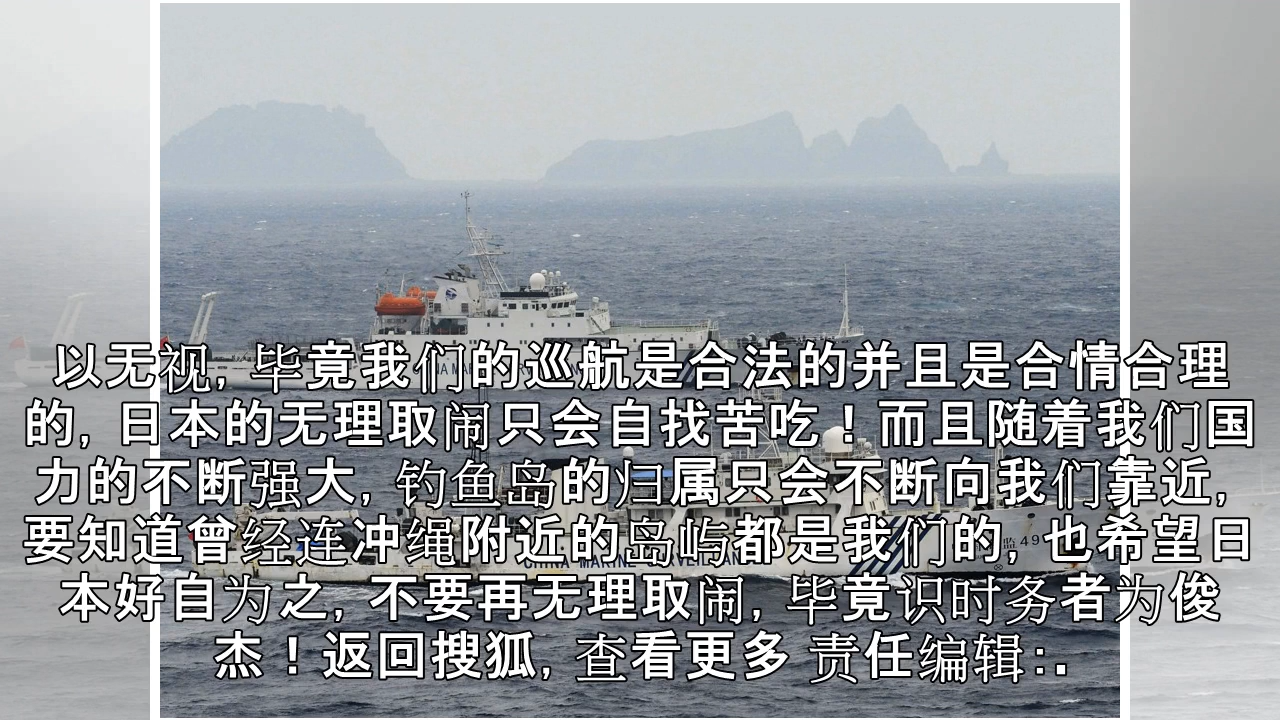 以无视, 毕竟我们的巡航是合法的并且是合情合理
的, 日本的无理取闹只会自找苦吃！而且随着我们国
力的不断强大, 钓鱼岛的归属只会不断向我们靠近,
要知道曾经连冲绳附近的岛屿都是我们的, 也希望日
本好自为之, 不要再无理取闹, 毕竟识时务者为俊
杰！返回搜狐, 查看更多 责任编辑:.